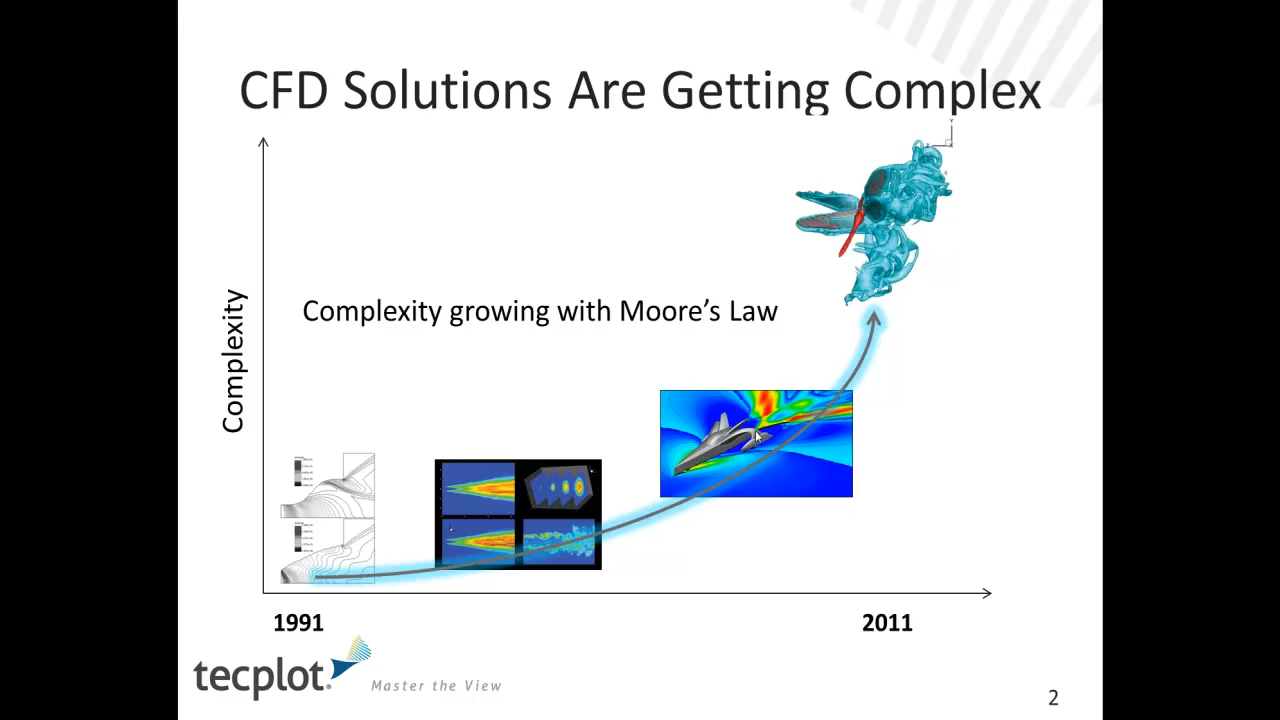 CFD Solutions Are Getting Complex
Complexity growing with Moore's Law
Complexity
1991
2011
tecplot®
Master the View
2